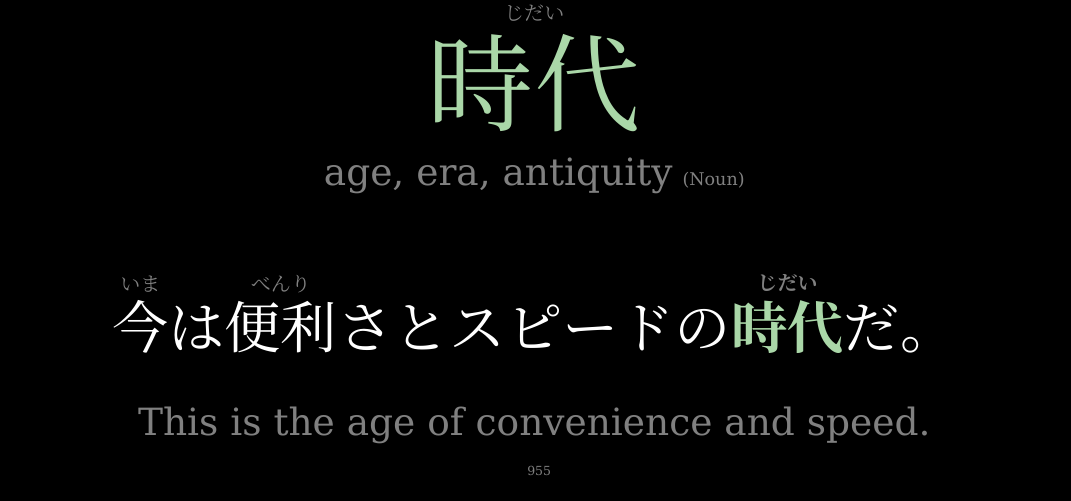 じだい
時代
age, era, antiquity (Noun)
いま べんり じだい
今は便利さとスピードの時代だ。
This is the age of convenience and speed.
955